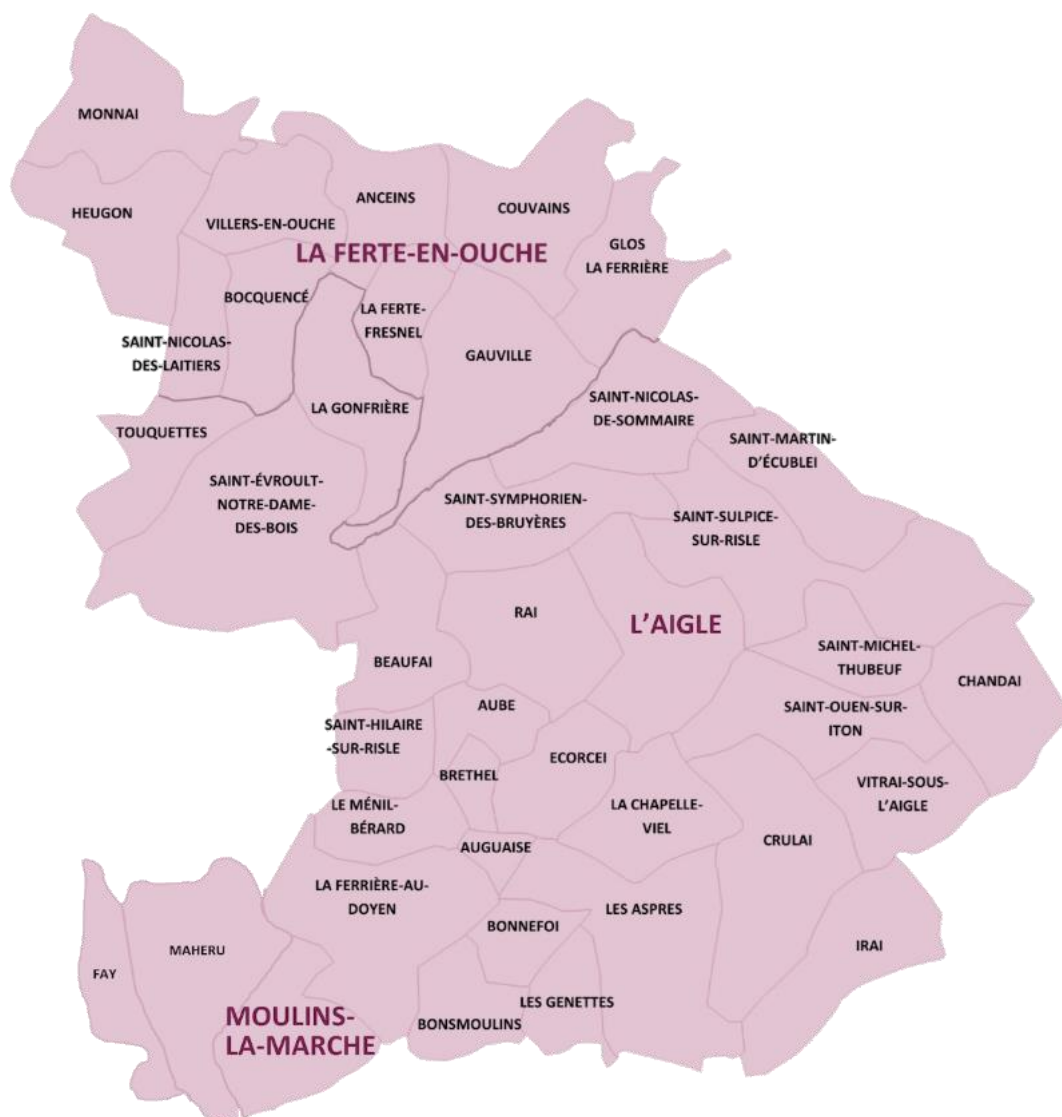 MONNAI
HEUGON
VILLERS-EN-OUCHE
ANCEINS
COUVAINS
LA FERTE-EN-OUCHE
GLOS
LA FERRIÈRE
BOCQUENCÉ
LA FERTE-
FRESNEL
SAINT-NICOLAS-
DES-LAITIERS
GAUVILLE
LA GONFRIÈRE
SAINT-NICOLAS-
DE-SOMMAIRE
TOUQUETTES
SAINT-MARTIN-
D'ÉCUBLEI
SAINT-ÉVROULT-
NOTRE-DAME-
DES-BOIS
SAINT-SYMPHORIEN-
DES-BRUYÈRES
SAINT-SULPICE-
SUR-RISLE
RAI
L'AIGLE
BEAUFAI
SAINT-MICHEL-
THUBEUF
CHANDAI
AUBE
SAINT-OUEN-SUR-
ITON
SAINT-HILAIRE
-SUR-RISLE
ECORCEI
BRETHEL
VITRAI-SOUS-
L'AIGLE
LE MÉNIL-
BÉRARD
LA CHAPELLE-
VIEL
AUGUAISE
CRULAI
LA FERRIÈRE-AU-
DOYEN
LES ASPRES
BONNEFOI
IRAI
MAHERU
FAY
LES GENETTES
MOULINS-
LA-MARCHE
BONSMOULINS